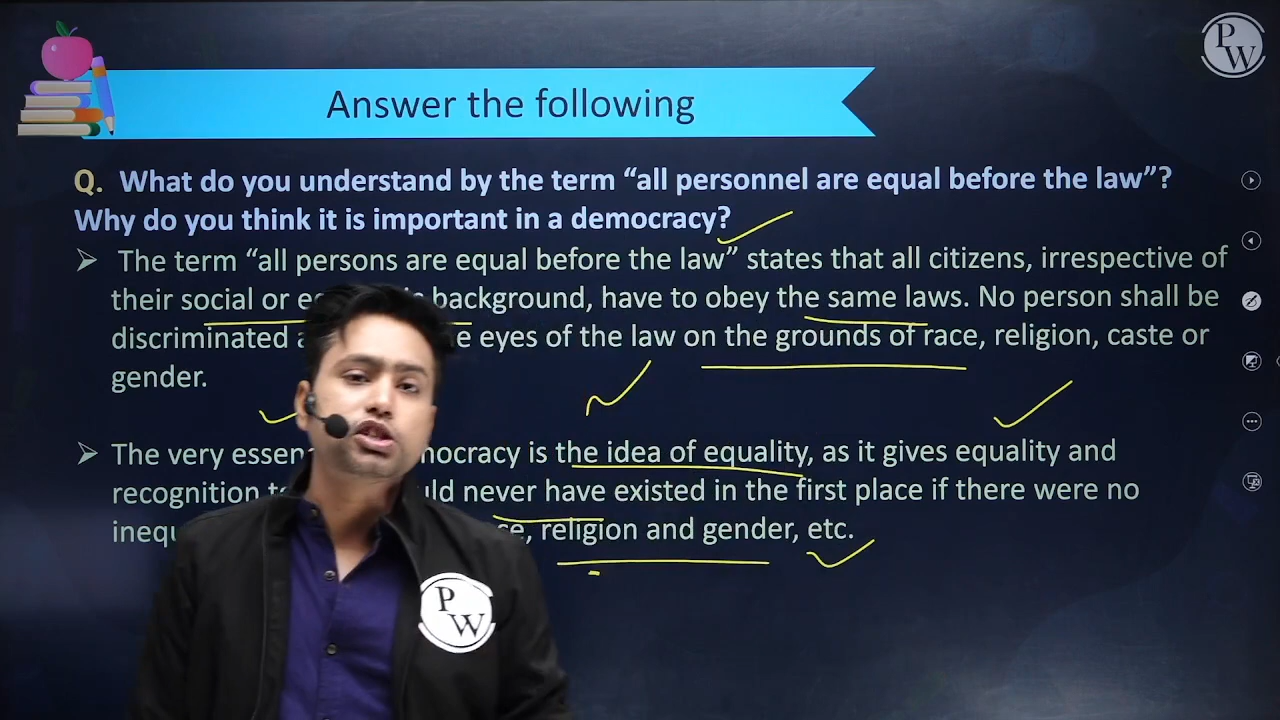 PW
Answer the following
Q. What do you understand by the term “all personnel are equal before the law”?
Why do you think it is important in a democracy?
➢ The term “all persons are equal before the law” states that all citizens, irrespective of
their social or background, have to obey the same laws. No person shall be
discriminated eyes of the law on the grounds of race, religion, caste or
gender.
➢ The very is the idea of equality, as it gives equality and
recognition never have existed in the first place if there were no
religion and gender, etc.
PW